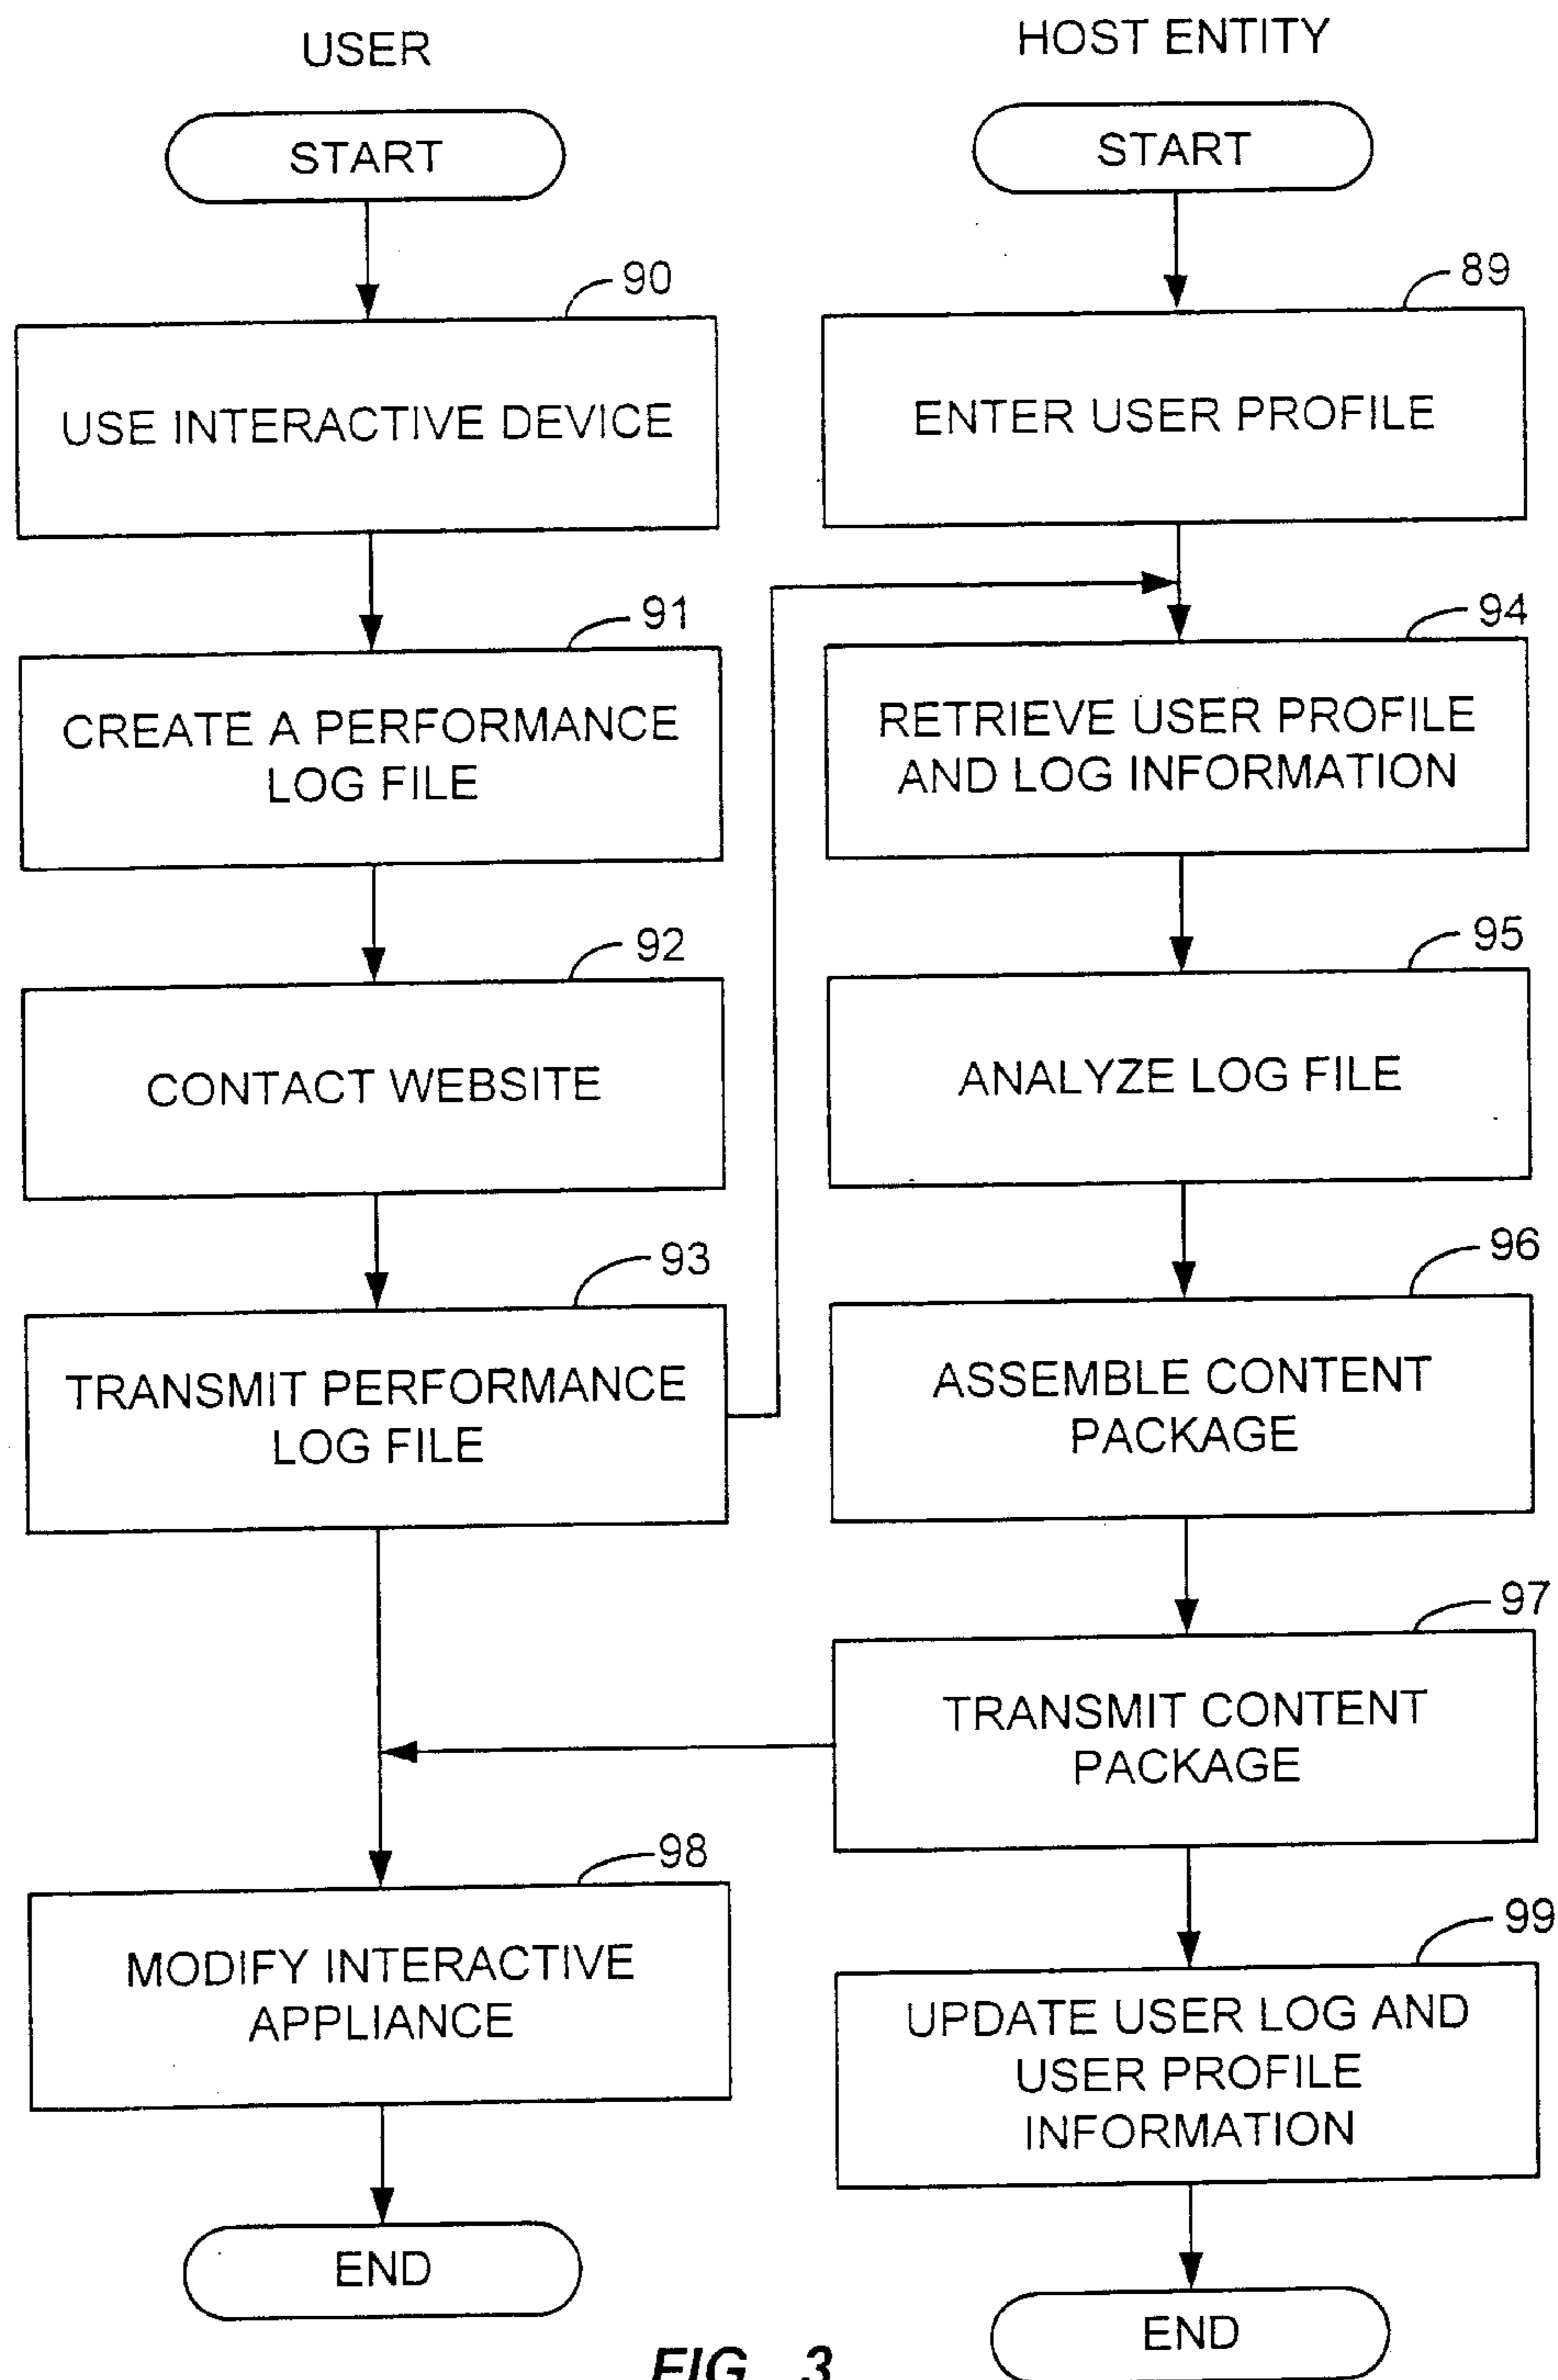 USER
START
90
USE INTERACTIVE DEVICE
91
CREATE A PERFORMANCE
LOG FILE
92
CONTACT WEBSITE
93
TRANSMIT PERFORMANCE
LOG FILE
98
MODIFY INTERACTIVE
APPLIANCE
END
HOST ENTITY
START
89
ENTER USER PROFILE
94
RETRIEVE USER PROFILE
AND LOG INFORMATION
95
ANALYZE LOG FILE
96
ASSEMBLE CONTENT
PACKAGE
97
TRANSMIT CONTENT
PACKAGE
99
UPDATE USER LOG AND
USER PROFILE
INFORMATION
END
FIG._3